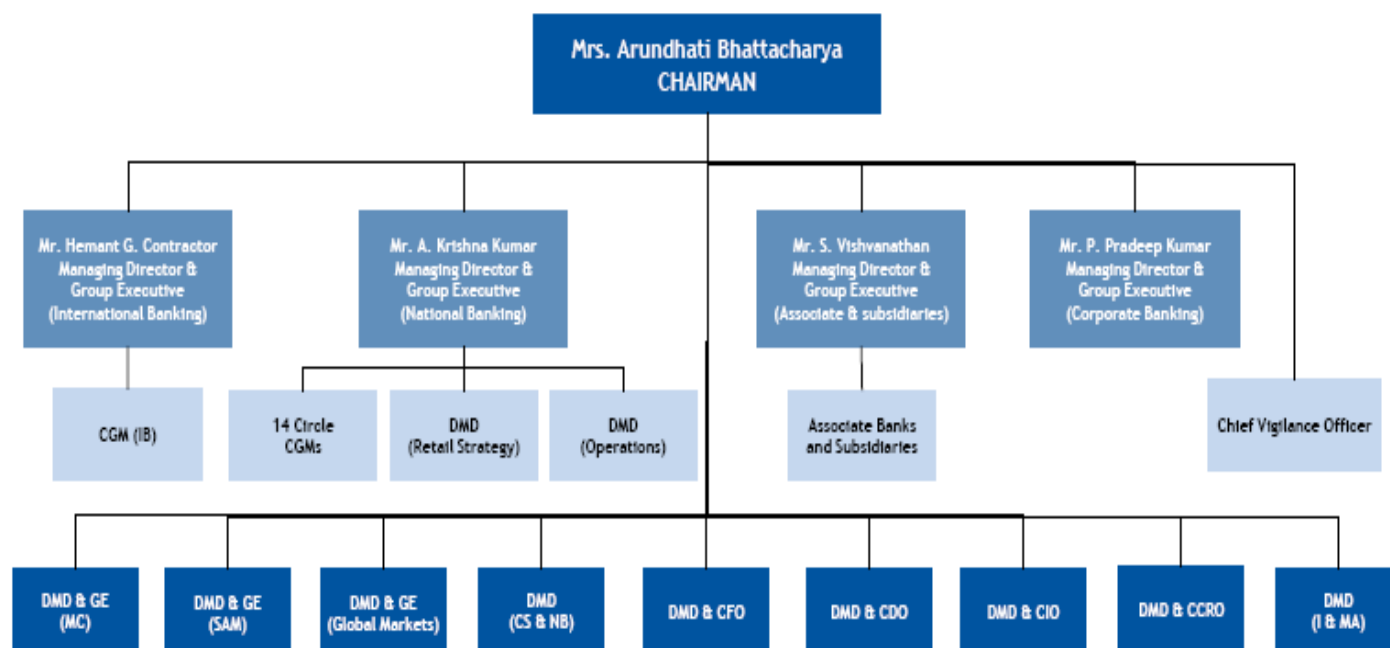 Mrs. Arundhati Bhattacharya
CHAIRMAN
Mr. Hemant G. Contractor
Managing Director &
Group Executive
(International Banking)
Mr. A. Krishna Kumar
Managing Director &
Group Executive
(National Banking)
Mr. S. Vishvanathan
Managing Director &
Group Executive
(Associate & subsidiaries)
Mr. P. Pradeep Kumar
Managing Director &
Group Executive
(Corporate Banking)
CGM (IB)
14 Circle
CGMs
DMD
(Retail Strategy)
DMD
(Operations)
Associate Banks
and Subsidiaries
Chief Vigilance Officer
DMD & GE
(MC)
DMD & GE
(SAM)
DMD & GE
(Global Markets)
DMD
(CS & NB)
DMD & CFO
DMD & CDO
DMD & CIO
DMD & CCRO
DMD
(I & MA)